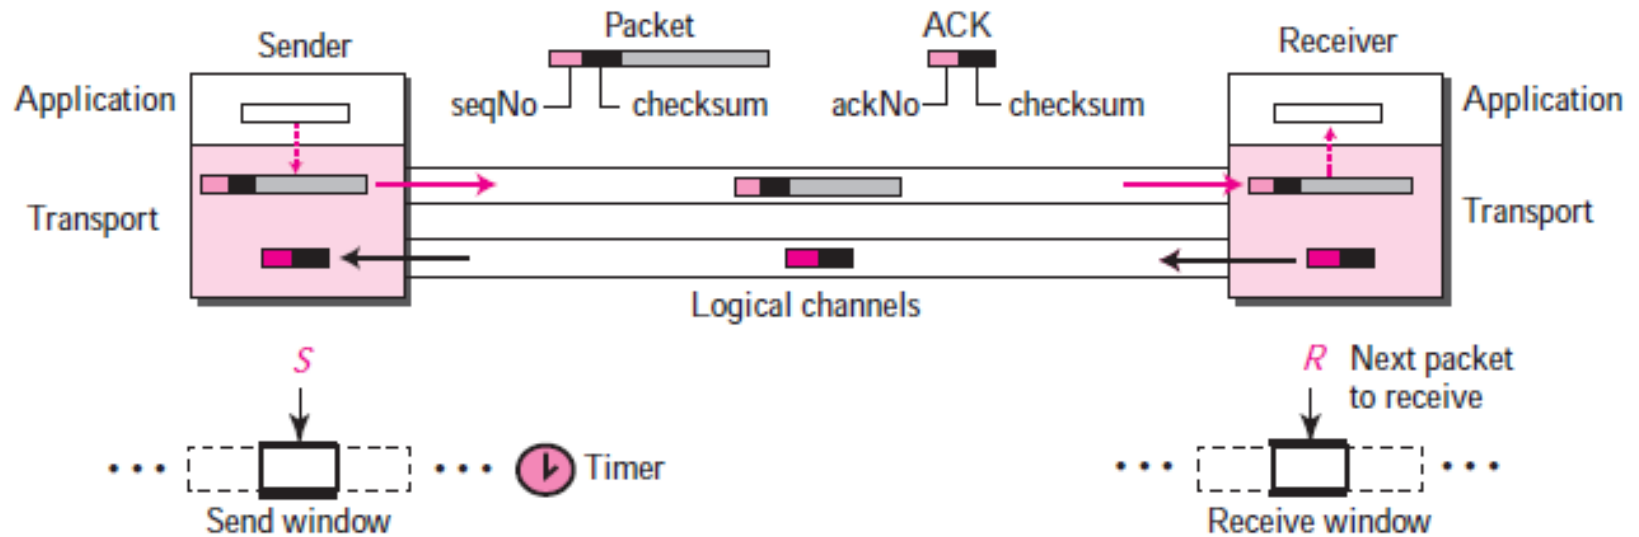 Packet
ACK
Sender
Receiver
Application
seqNo
checksum
ackNo
checksum
Application
Transport
Transport
Logical channels
S
R Next packet
to receive
Timer
Send window
Receive window